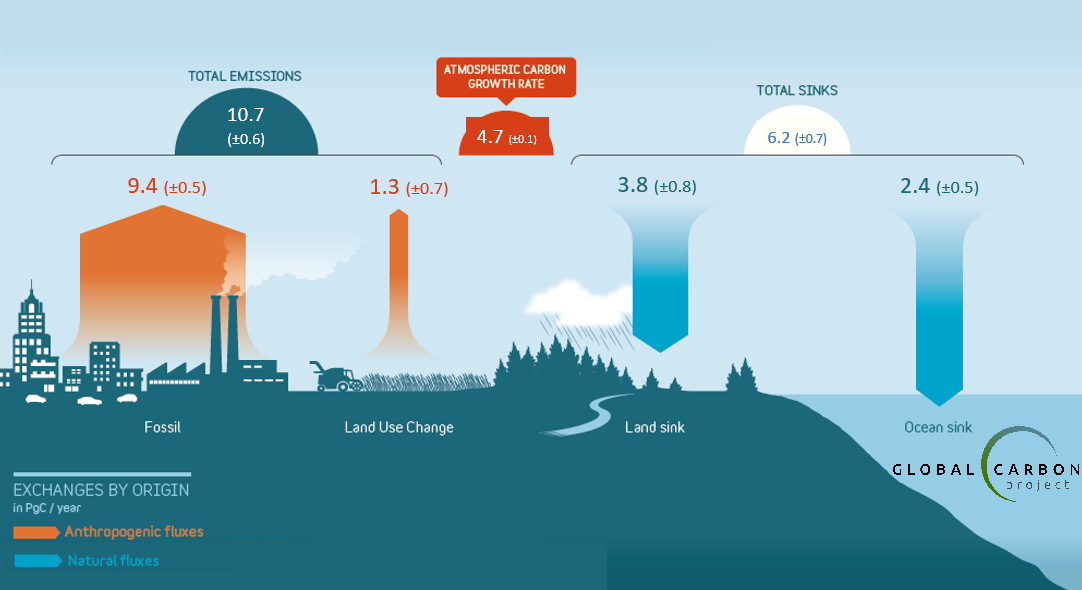 TOTAL EMISSIONS
10.7
(±0.6)
ATMOSPHERIC CARBON
GROWTH RATE
4.7 (±0.1)
TOTAL SINKS
6.2 (±0.7)
9.4 (±0.5)
1.3 (±0.7)
3.8 (±0.8)
2.4 (±0.5)
Fossil
Land Use Change
Land sink
Ocean sink
GLOBAL CARBON
project
EXCHANGES BY ORIGIN
in PgC / year
Anthropogenic fluxes
Natural fluxes